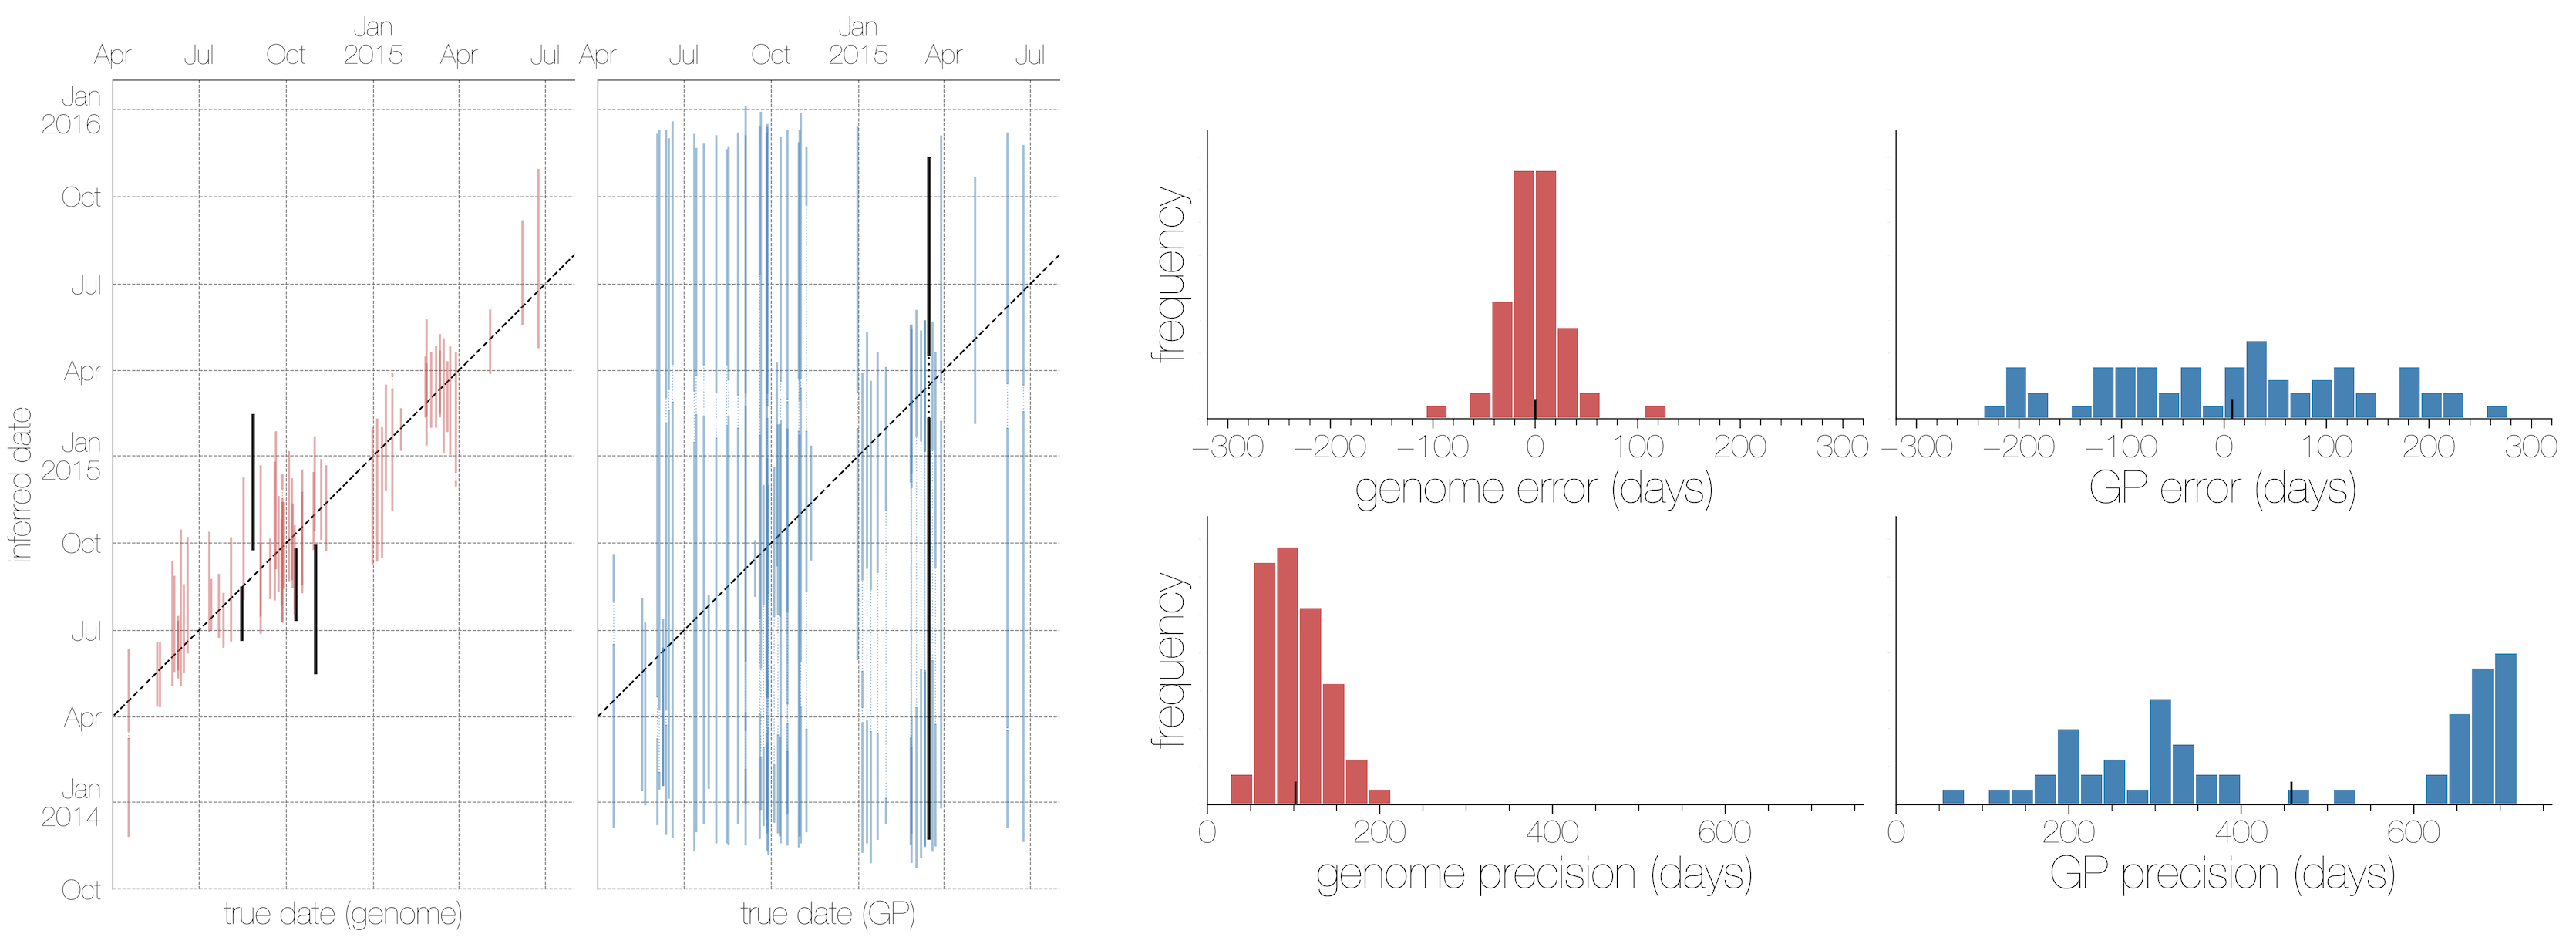 Jan
Apr Jul Oct 2015 Apr Jul
Jan
Apr Jul Oct 2015 Apr Jul
Jan
2016
Oct
Jul
Apr
Jan
2015
Oct
Jul
Apr
Jan
2014
Oct
inferred date
true date (genome)
true date (GP)
frequency
−300 −200 −100 0 100 200 300
genome error (days)
−300 −200 −100 0 100 200 300
GP error (days)
frequency
0 200 400 600
genome precision (days)
0 200 400 600
GP precision (days)